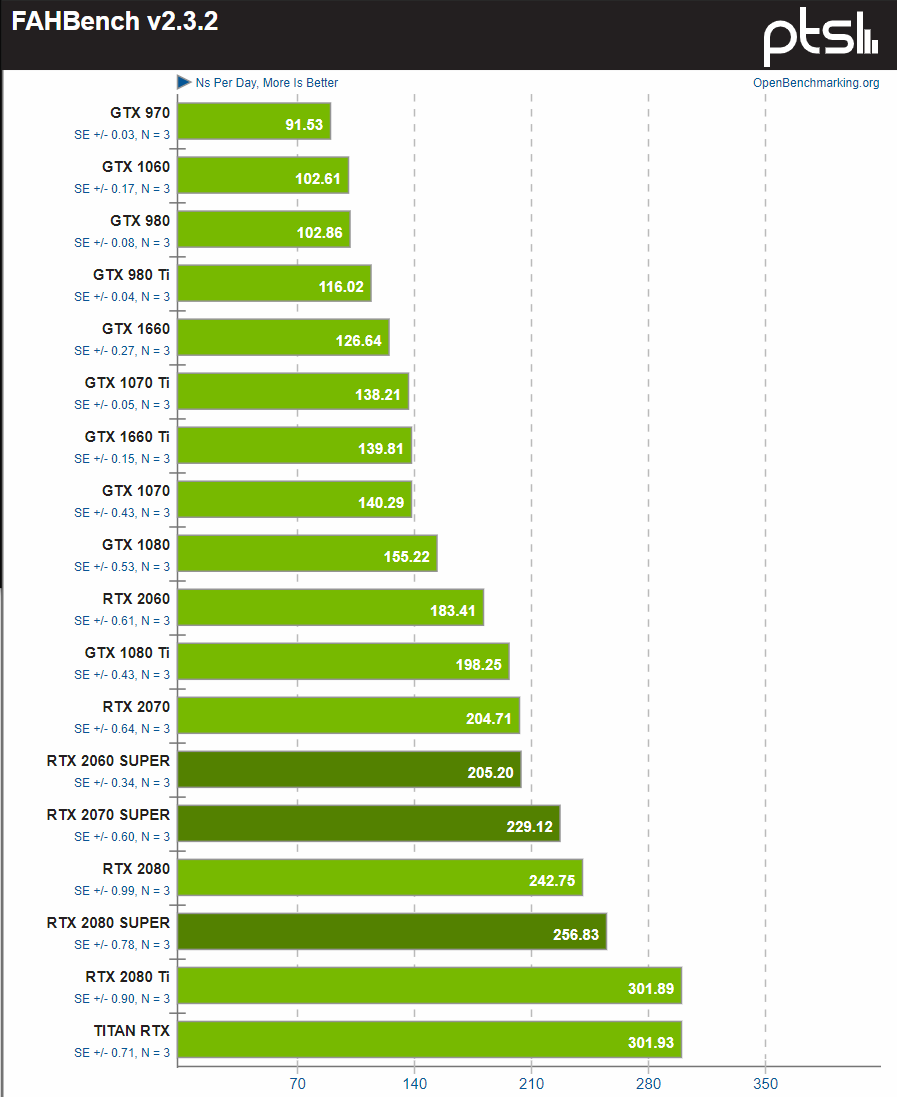 FAHBench v2.3.2
ptsl
Ns Per Day, More Is Better
OpenBenchmarking.org
GTX 970
SE +/- 0.03, N = 3
91.53
GTX 1060
SE +/- 0.17, N = 3
102.61
GTX 980
SE +/- 0.08, N = 3
102.86
GTX 980 Ti
SE +/- 0.04, N = 3
116.02
GTX 1660
SE +/- 0.27, N = 3
126.64
GTX 1070 Ti
SE +/- 0.05, N = 3
138.21
GTX 1660 Ti
SE +/- 0.15, N = 3
139.81
GTX 1070
SE +/- 0.43, N = 3
140.29
GTX 1080
SE +/- 0.53, N = 3
155.22
RTX 2060
SE +/- 0.61, N = 3
183.41
GTX 1080 Ti
SE +/- 0.43, N = 3
198.25
RTX 2070
SE +/- 0.64, N = 3
204.71
RTX 2060 SUPER
SE +/- 0.34, N = 3
205.20
RTX 2070 SUPER
SE +/- 0.60, N = 3
229.12
RTX 2080
SE +/- 0.99, N = 3
242.75
RTX 2080 SUPER
SE +/- 0.78, N = 3
256.83
RTX 2080 Ti
SE +/- 0.90, N = 3
301.89
TITAN RTX
SE +/- 0.71, N = 3
301.93
70 140 210 280 350